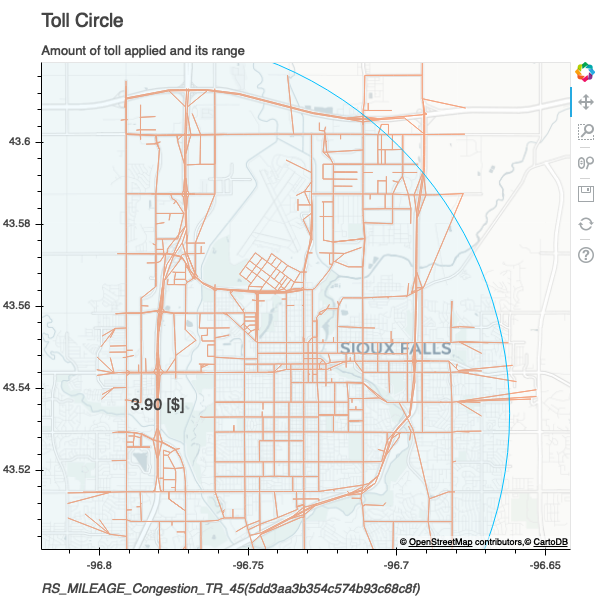 Toll Circle
Amount of toll applied and its range
43.6
43.58
43.56
SIOUX FALLS
43.54
3.90 [$]
43.52
© OpenStreetMap contributors,© CartoDB
-96.8
-96.75
-96.7
-96.65
RS_MILEAGE_Congestion_TR_45(5dd3aa3b354c574b93c68c8f)